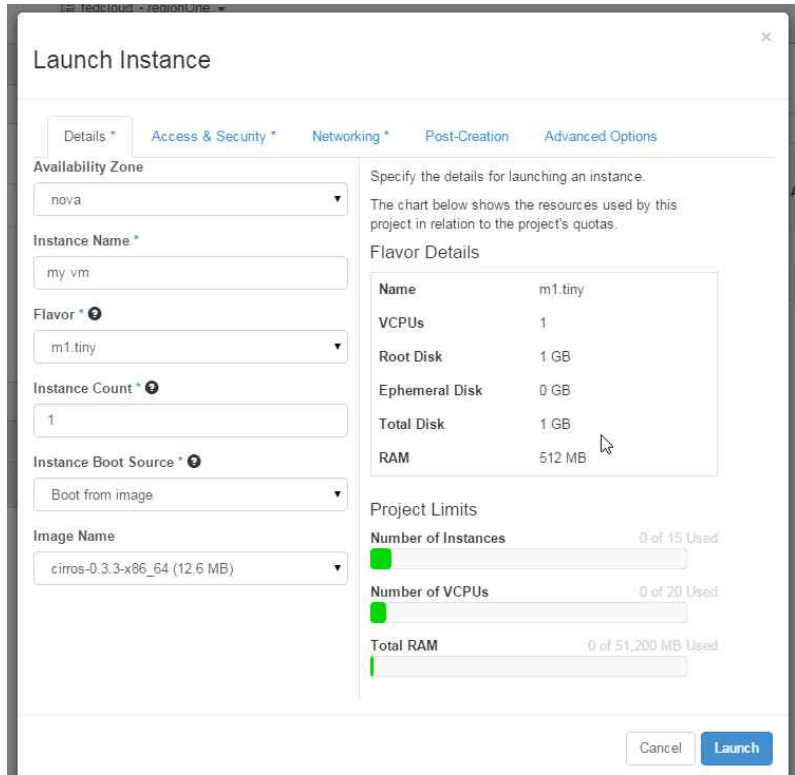 fedcloud • regionOne
×
Launch Instance
Details *
Access & Security *
Networking *
Post-Creation
Advanced Options
Availability Zone
nova
Instance Name *
my vm
Flavor *
m1.tiny
Instance Count *
1
Instance Boot Source *
Boot from image
Image Name
cirros-0.3.3-x86_64 (12.6 MB)
Specify the details for launching an instance.
The chart below shows the resources used by this
project in relation to the project's quotas.
Flavor Details
Name m1.tiny
VCPUs 1
Root Disk 1 GB
Ephemeral Disk 0 GB
Total Disk 1 GB
RAM 512 MB
Project Limits
Number of Instances 0 of 15 Used
Number of VCPUs 0 of 20 Used
Total RAM 0 of 51,200 MB Used
Cancel
Launch